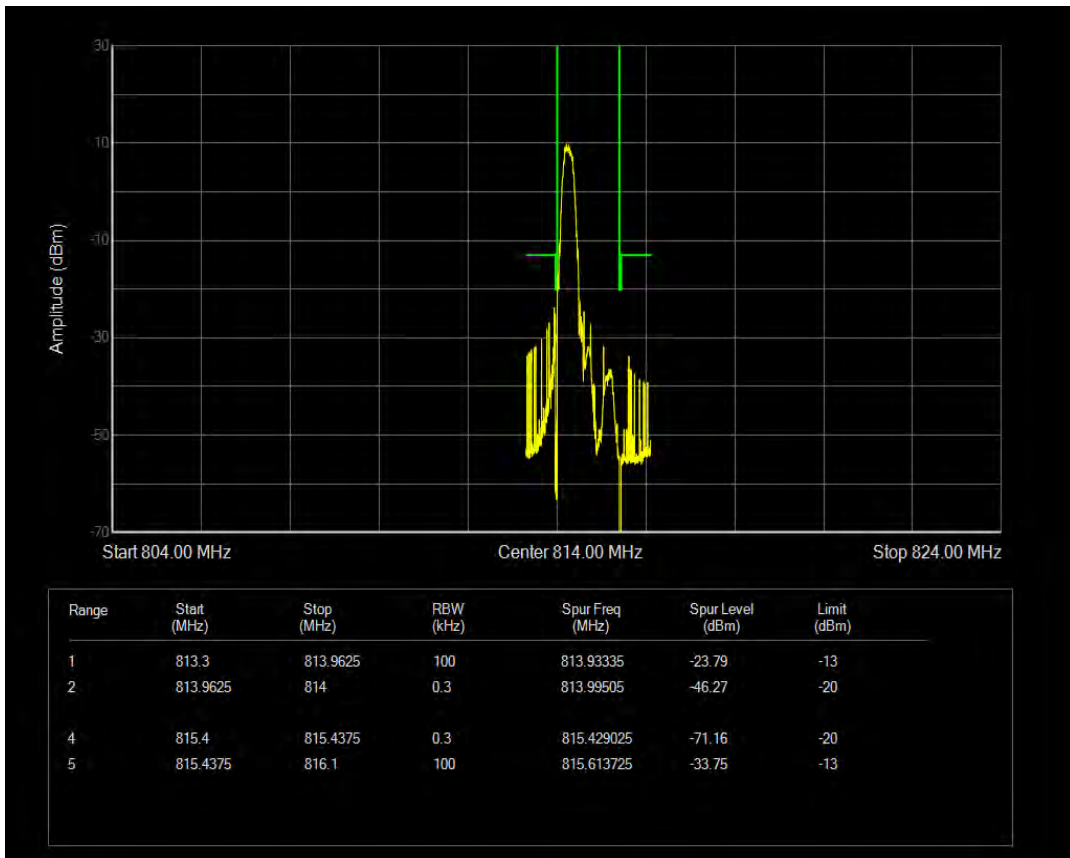 30
10
-10
-30
-50
-70
Amplitude (dBm)
Start 804.00 MHz Center 814.00 MHz Stop 824.00 MHz
Range Start (MHz) Stop (MHz) RBW (kHz) Spur Freq (MHz) Spur Level (dBm) Limit (dBm)
1 813.3 813.9625 100 813.93335 -23.79 -13
2 813.9625 814 0.3 813.99505 -46.27 -20
4 815.4 815.4375 0.3 815.429025 -71.16 -20
5 815.4375 816.1 100 815.613725 -33.75 -13